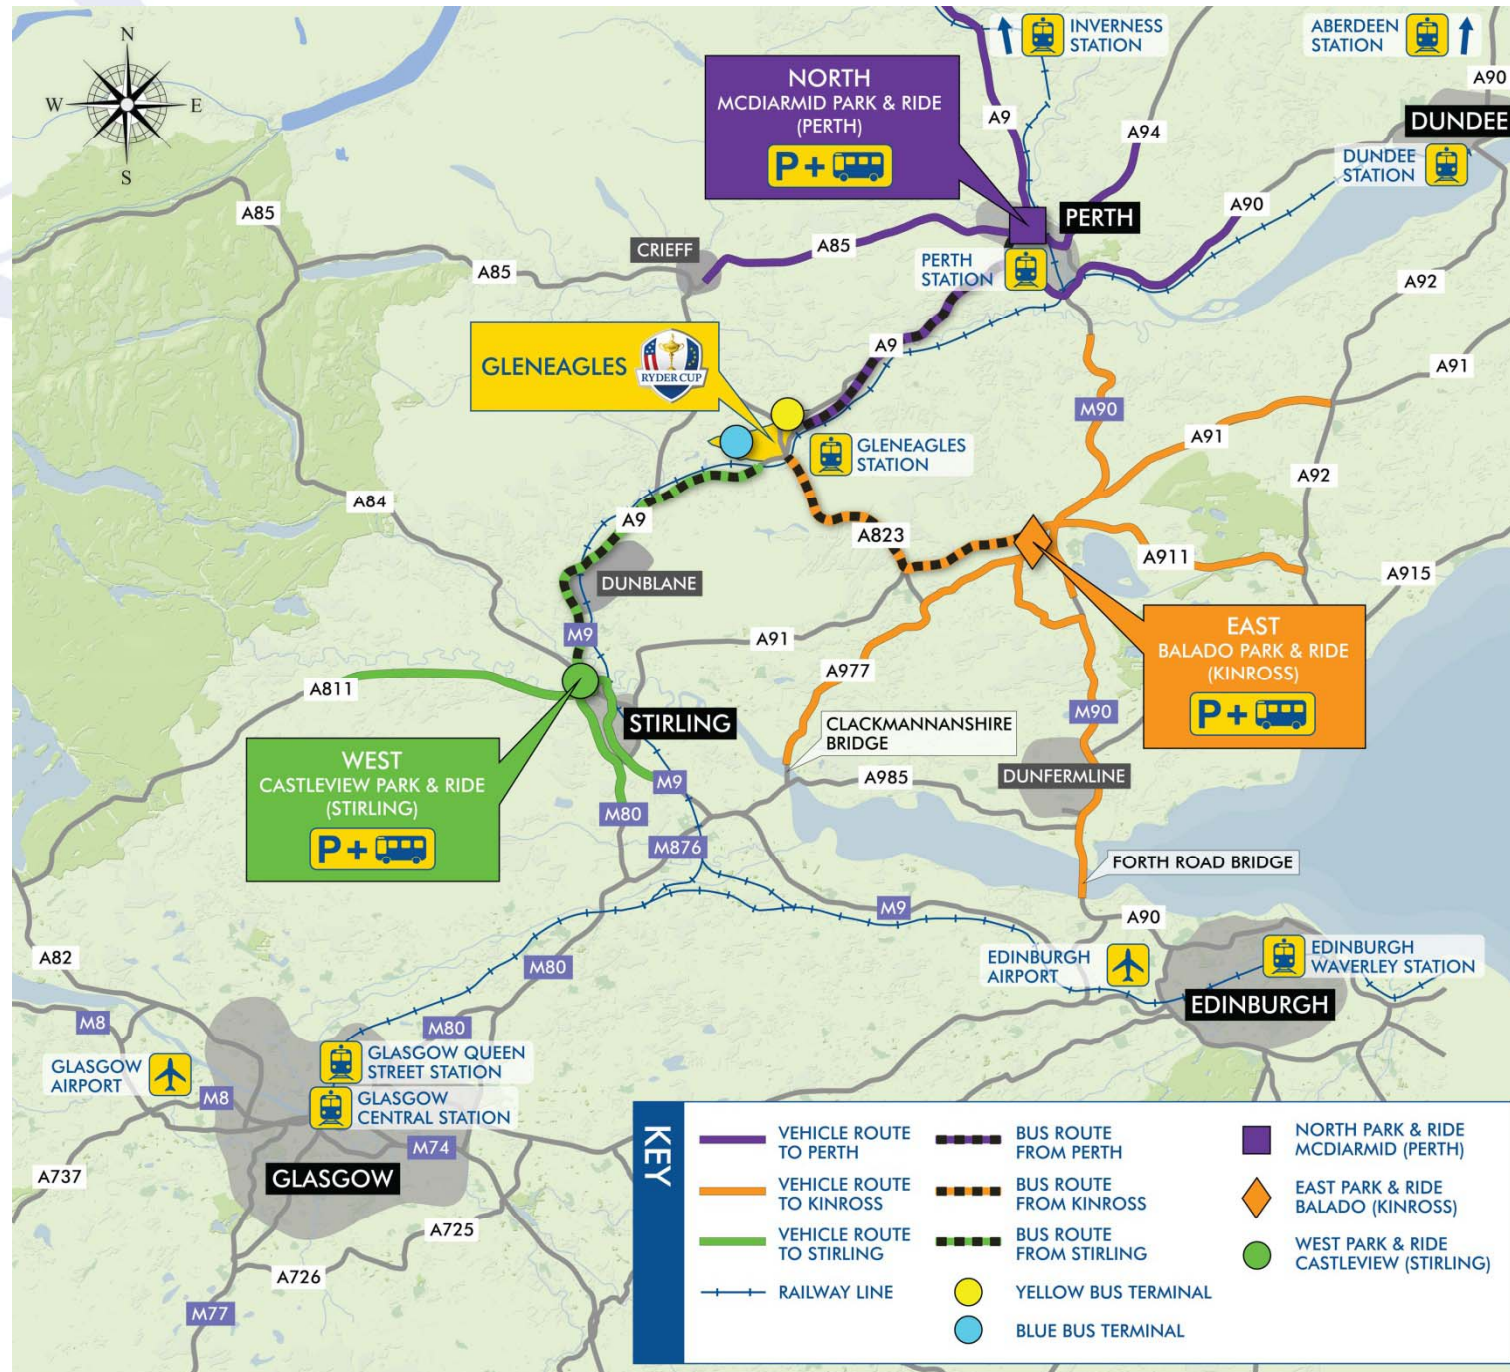 N
W
E
S
INVERNESS
STATION
ABERDEEN
STATION
A90
NORTH
MCDIARMID PARK & RIDE
(PERTH)
P+
A9
A94
DUNDEE
DUNDEE
STATION
A85
CRIEFF
A85
A85
PERTH
A90
PERTH
STATION
A92
GLENEAGLES
RYDER CUP
A9
A91
M90
A91
GLENEAGLES
STATION
A92
A84
A9
A823
A911
A915
DUNBLANE
M9
A91
EAST
BALADO PARK & RIDE
(KINROSS)
P+
A977
A811
M90
STIRLING
CLACKMANNANSHIRE
BRIDGE
WEST
CASTLEVIEW PARK & RIDE
(STIRLING)
P+
M9
A985
DUNFERMLINE
M80
M876
FORTH ROAD BRIDGE
M9
A90
A82
M80
EDINBURGH
AIRPORT
EDINBURGH
WAVERLEY STATION
EDINBURGH
M8
M80
GLASGOW
AIRPORT
GLASGOW QUEEN
STREET STATION
M8
GLASGOW
CENTRAL STATION
M74
A737
GLASGOW
A725
A726
M77
KEY
VEHICLE ROUTE
TO PERTH
BUS ROUTE
FROM PERTH
NORTH PARK & RIDE
MCDIARMID (PERTH)
VEHICLE ROUTE
TO KINROSS
BUS ROUTE
FROM KINROSS
EAST PARK & RIDE
BALADO (KINROSS)
VEHICLE ROUTE
TO STIRLING
BUS ROUTE
FROM STIRLING
WEST PARK & RIDE
CASTLEVIEW (STIRLING)
RAILWAY LINE
YELLOW BUS TERMINAL
BLUE BUS TERMINAL